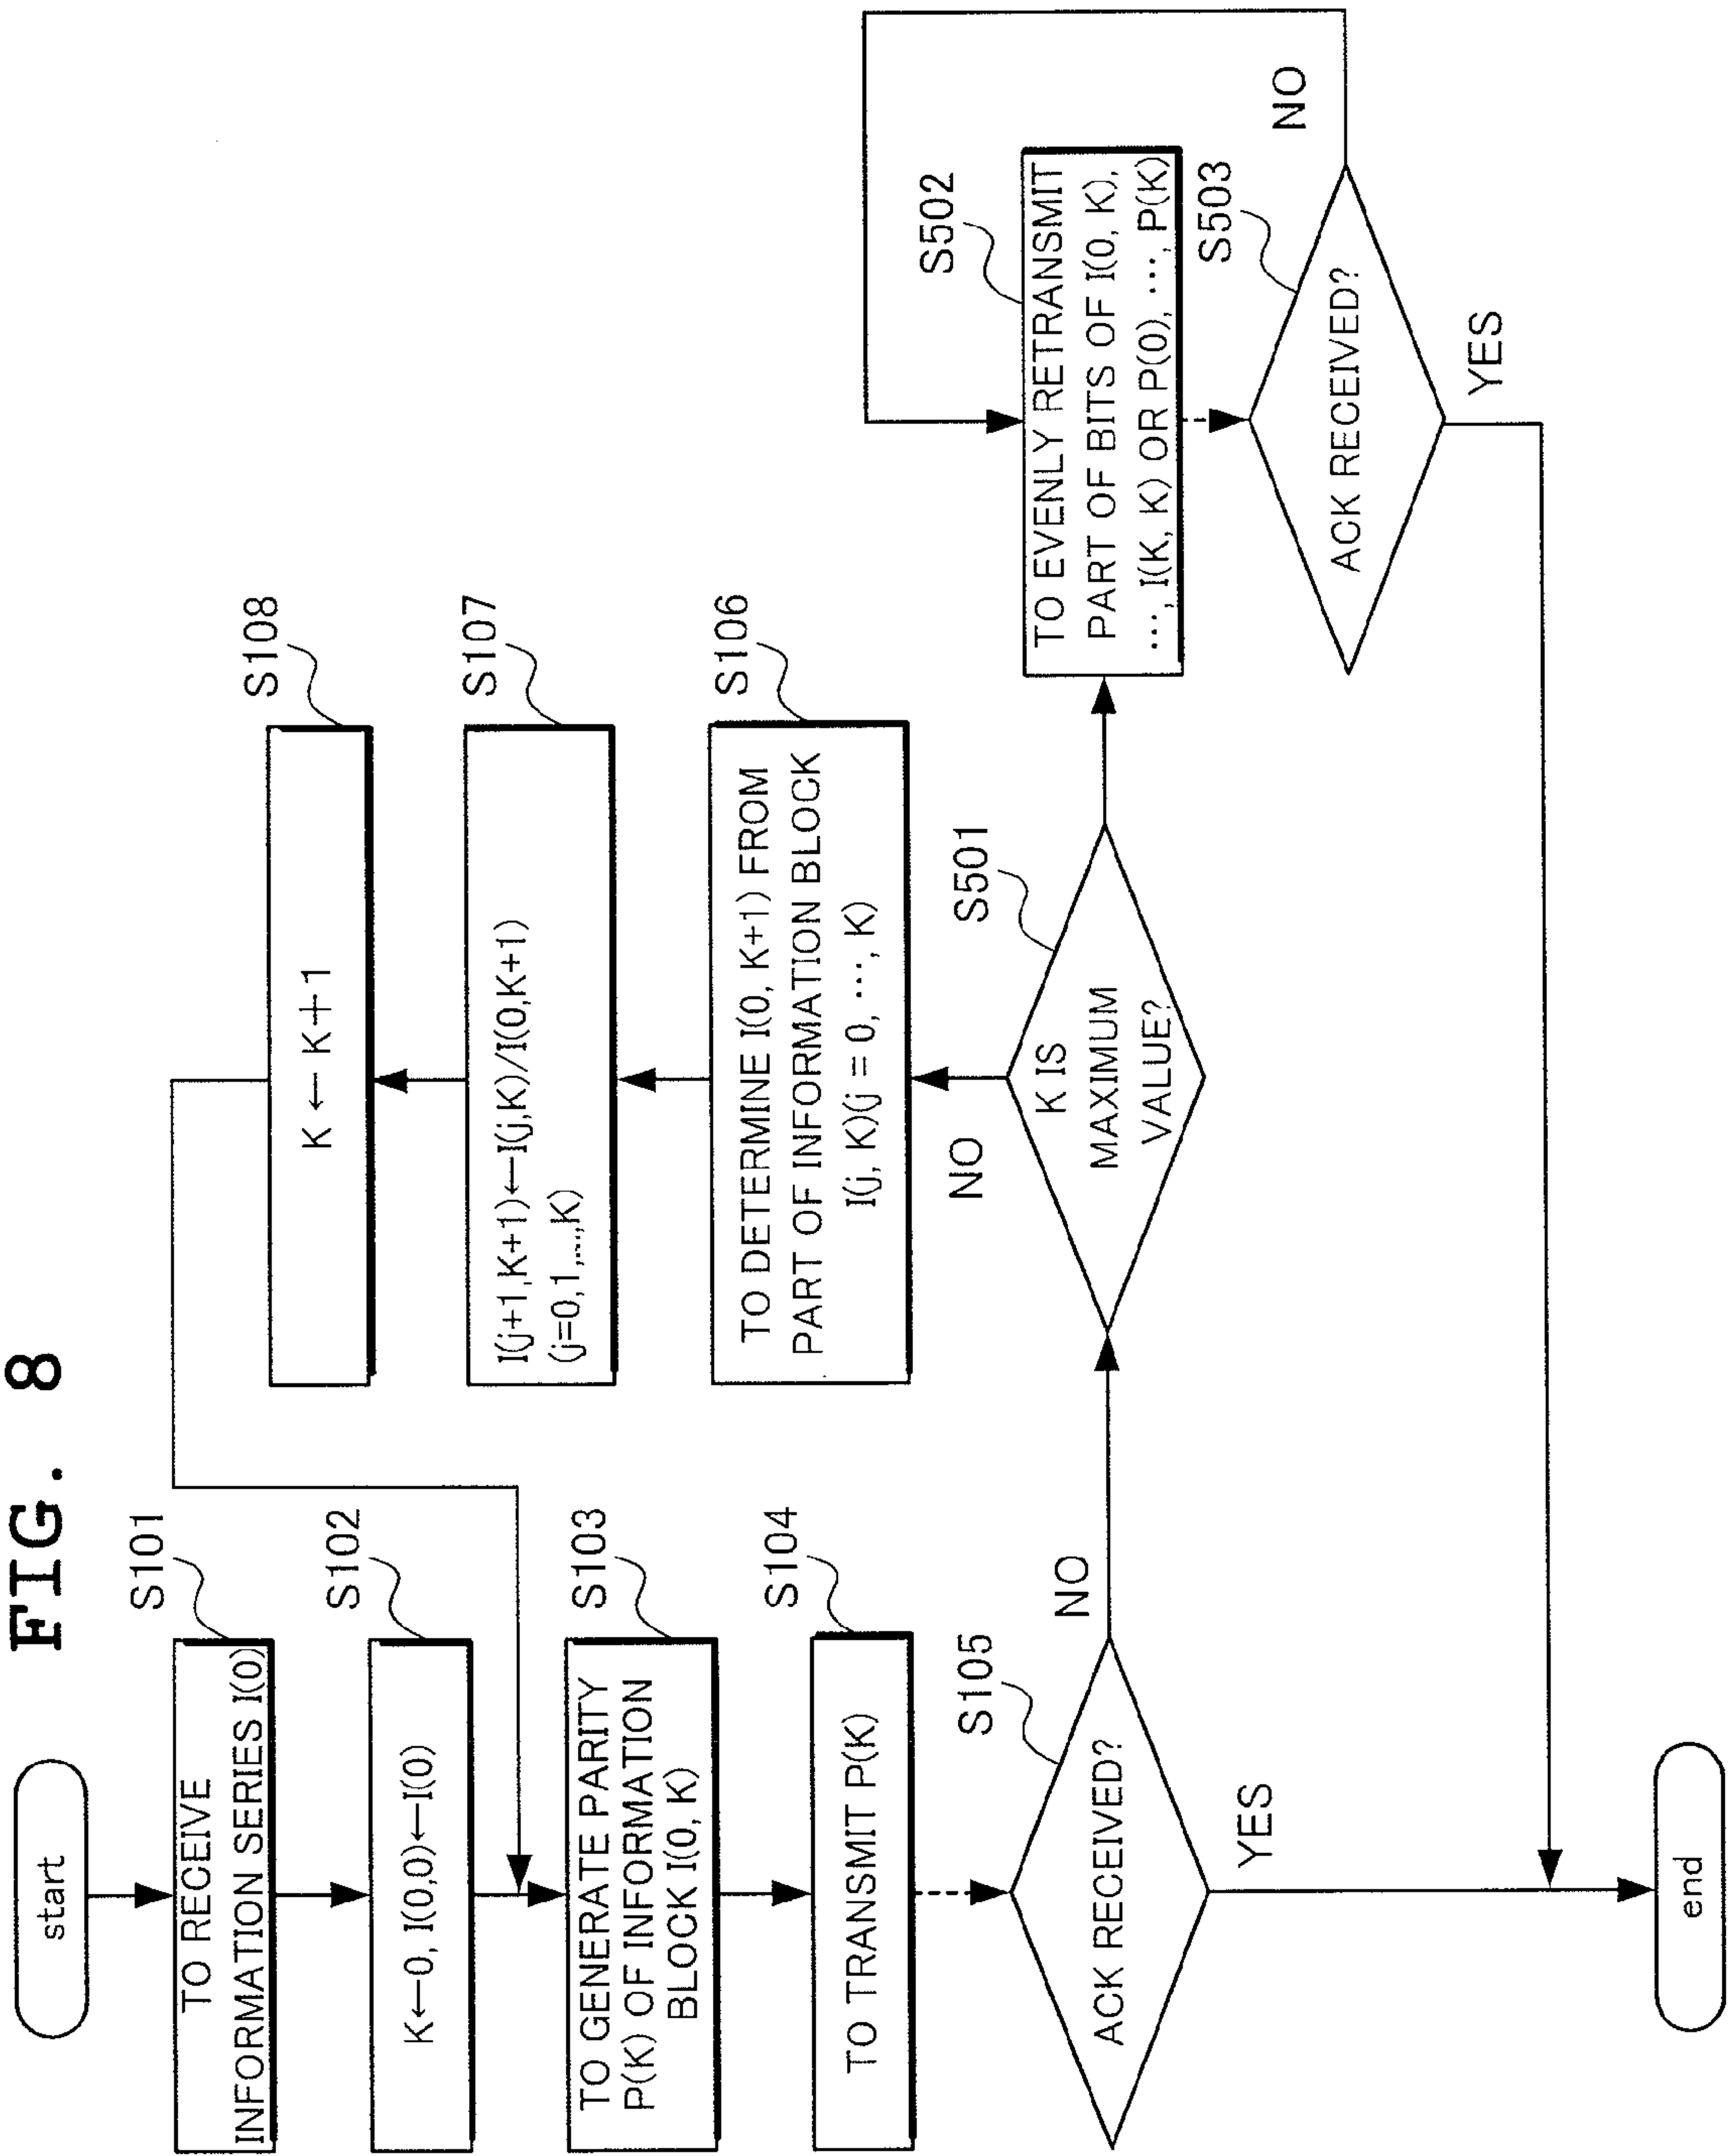 FIG. 8
start
S101
TO RECEIVE
INFORMATION SERIES I(0)
S102
K←0, I(0,0)←I(0)
S103
TO GENERATE PARITY
P(K) OF INFORMATION
BLOCK I(0, K)
S104
TO TRANSMIT P(K)
S105
ACK RECEIVED?
NO
YES
end
S108
K ← K+1
S107
I(j+1,K+1)←I(j,K)/I(0,K+1)
(j=0,1,...,K)
S106
TO DETERMINE I(0, K+1) FROM
PART OF INFORMATION BLOCK
I(j, K)(j = 0, ···, K)
NO
S501
K IS
MAXIMUM
VALUE?
S502
TO EVENLY RETRANSMIT
PART OF BITS OF I(0, K),
···, I(K, K) OR P(0), ···, P(K)
S503
ACK RECEIVED?
NO
YES